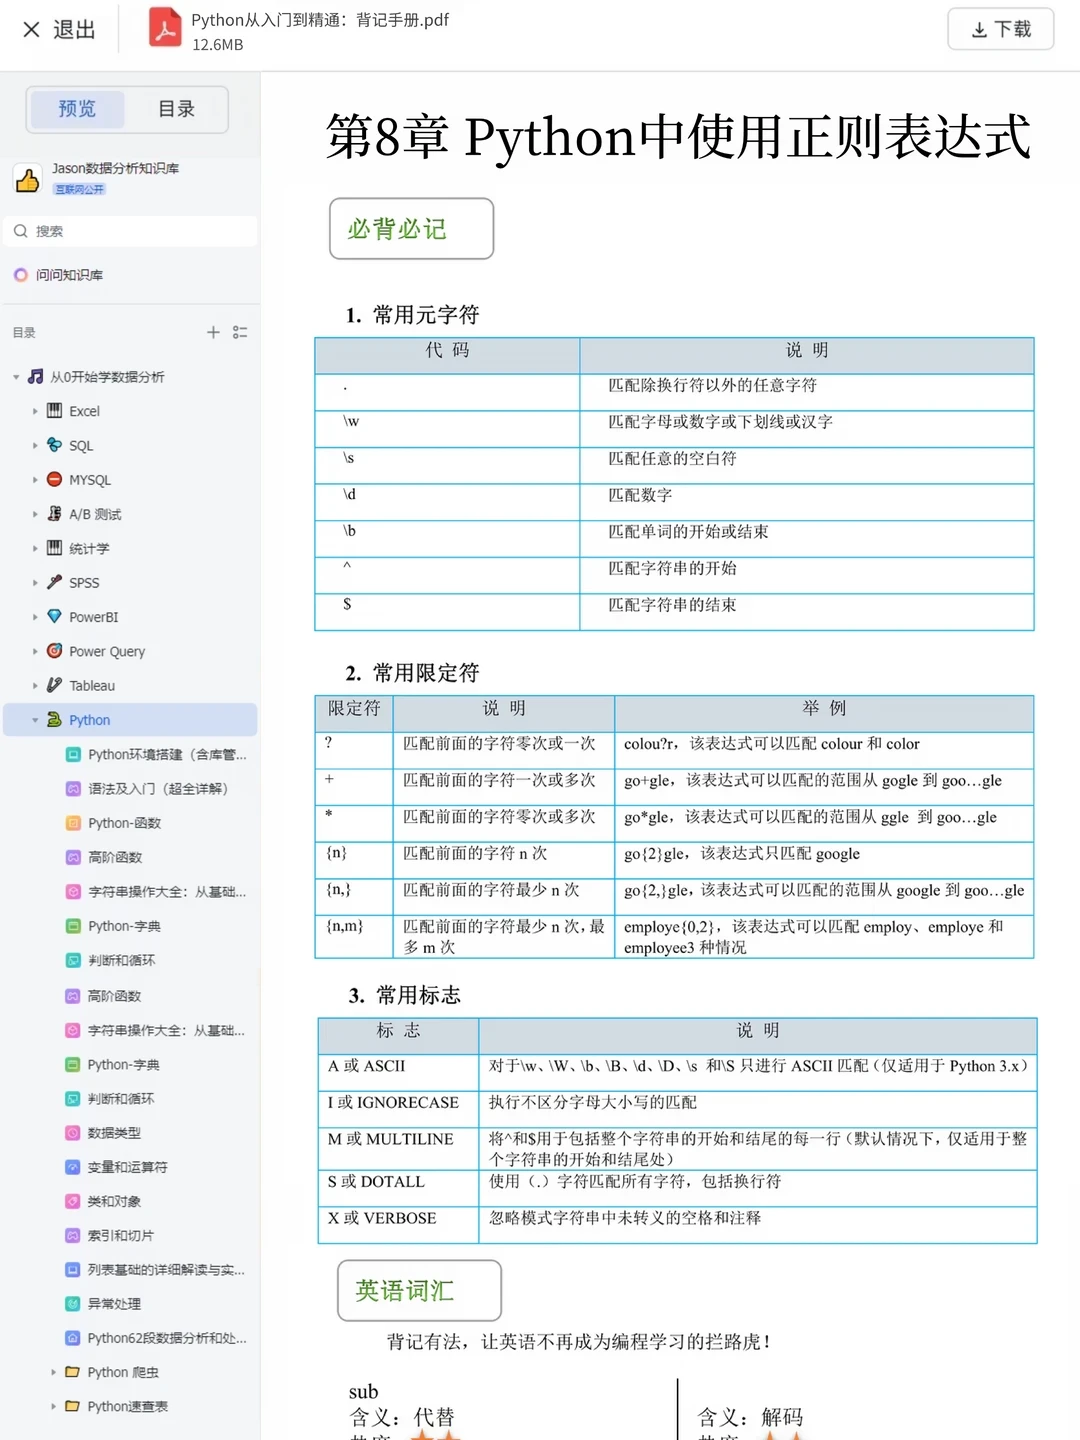 退出
Python从入门到精通：背记手册.pdf
12.6MB
下载
预览
目录
Jason数据分析知识库
互联网公开
搜索
问问知识库
目录
从0开始学数据分析
Excel
SQL
MYSQL
A/B 测试
统计学
SPSS
PowerBI
Power Query
Tableau
Python
Python环境搭建（含库管...
语法及入门（超全详解）
Python-函数
高阶函数
字符串操作大全：从基础...
Python-字典
判断和循环
高阶函数
字符串操作大全：从基础...
Python-字典
判断和循环
数据类型
变量和运算符
类和对象
索引和切片
列表基础的详细解读与实...
异常处理
Python62段数据分析和处...
Python 爬虫
Python速查表
第8章 Python中使用正则表达式
必背必记
1. 常用元字符
代 码 说 明
. 匹配除换行符以外的任意字符
\w 匹配字母或数字或下划线或汉字
\s 匹配任意的空白符
\d 匹配数字
\b 匹配单词的开始或结束
^ 匹配字符串的开始
$ 匹配字符串的结束
2. 常用限定符
限定符 说 明 举 例
? 匹配前面的字符零次或一次 colou?r，该表达式可以匹配 colour 和 color
+ 匹配前面的字符一次或多次 go+gle，该表达式可以匹配的范围从 gogle 到 goo…gle
* 匹配前面的字符零次或多次 go*gle，该表达式可以匹配的范围从 ggle 到 goo…gle
{n} 匹配前面的字符 n 次 go{2}gle，该表达式只匹配 google
{n,} 匹配前面的字符最少 n 次 go{2,}gle，该表达式可以匹配的范围从 google 到 goo…gle
{n,m} 匹配前面的字符最少 n 次，最 employe{0,2}，该表达式可以匹配 employ、employe 和
多 m 次 employee3 种情况
3. 常用标志
标 志 说 明
A 或 ASCII 对于\w、\W、\b、\B、\d、\D、\s 和\S 只进行 ASCII 匹配（仅适用于 Python 3.x）
I 或 IGNORECASE 执行不区分字母大小写的匹配
M 或 MULTILINE 将^和$用于包括整个字符串的开始和结尾的每一行（默认情况下，仅适用于整
个字符串的开始和结尾处）
S 或 DOTALL 使用（.）字符匹配所有字符，包括换行符
X 或 VERBOSE 忽略模式字符串中未转义的空格和注释
英语词汇
背记有法，让英语不再成为编程学习的拦路虎！
sub
含义：代替
含义：解码